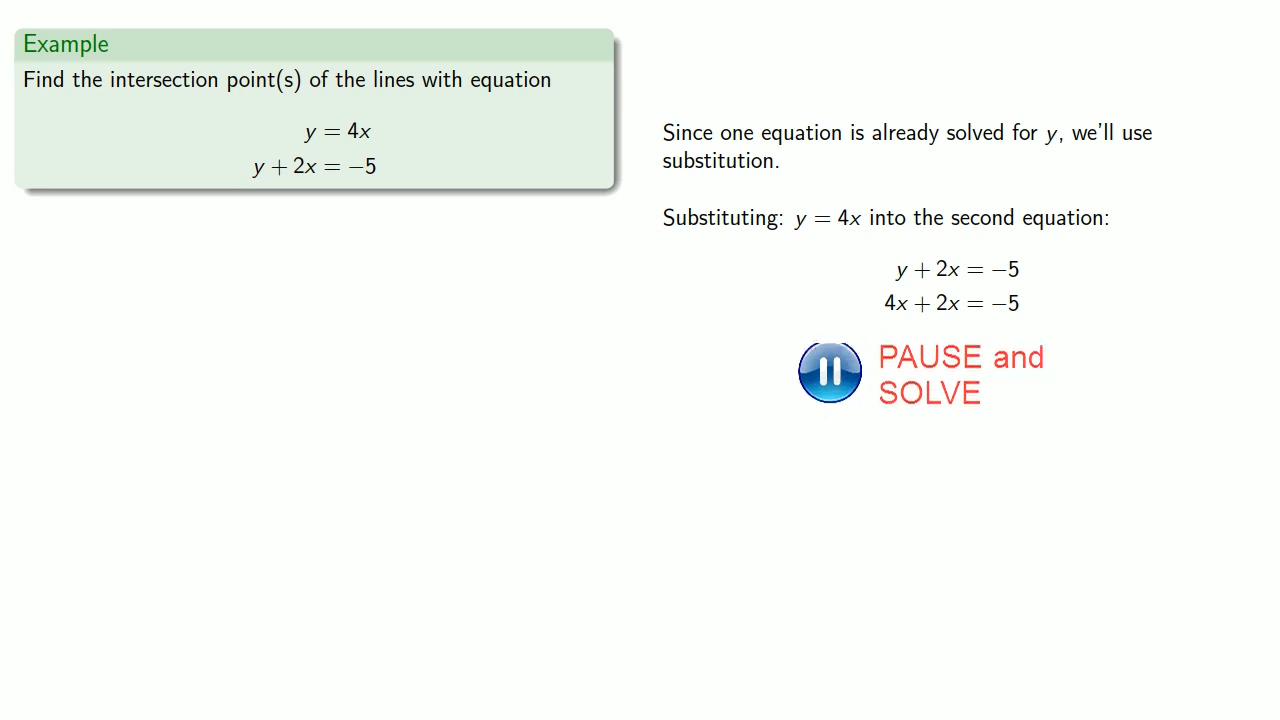 Example
Find the intersection point(s) of the lines with equation
y = 4x
y + 2x = −5
Since one equation is already solved for y, we'll use
substitution.
Substituting: y = 4x into the second equation:
y + 2x = −5
4x + 2x = −5
PAUSE and
SOLVE